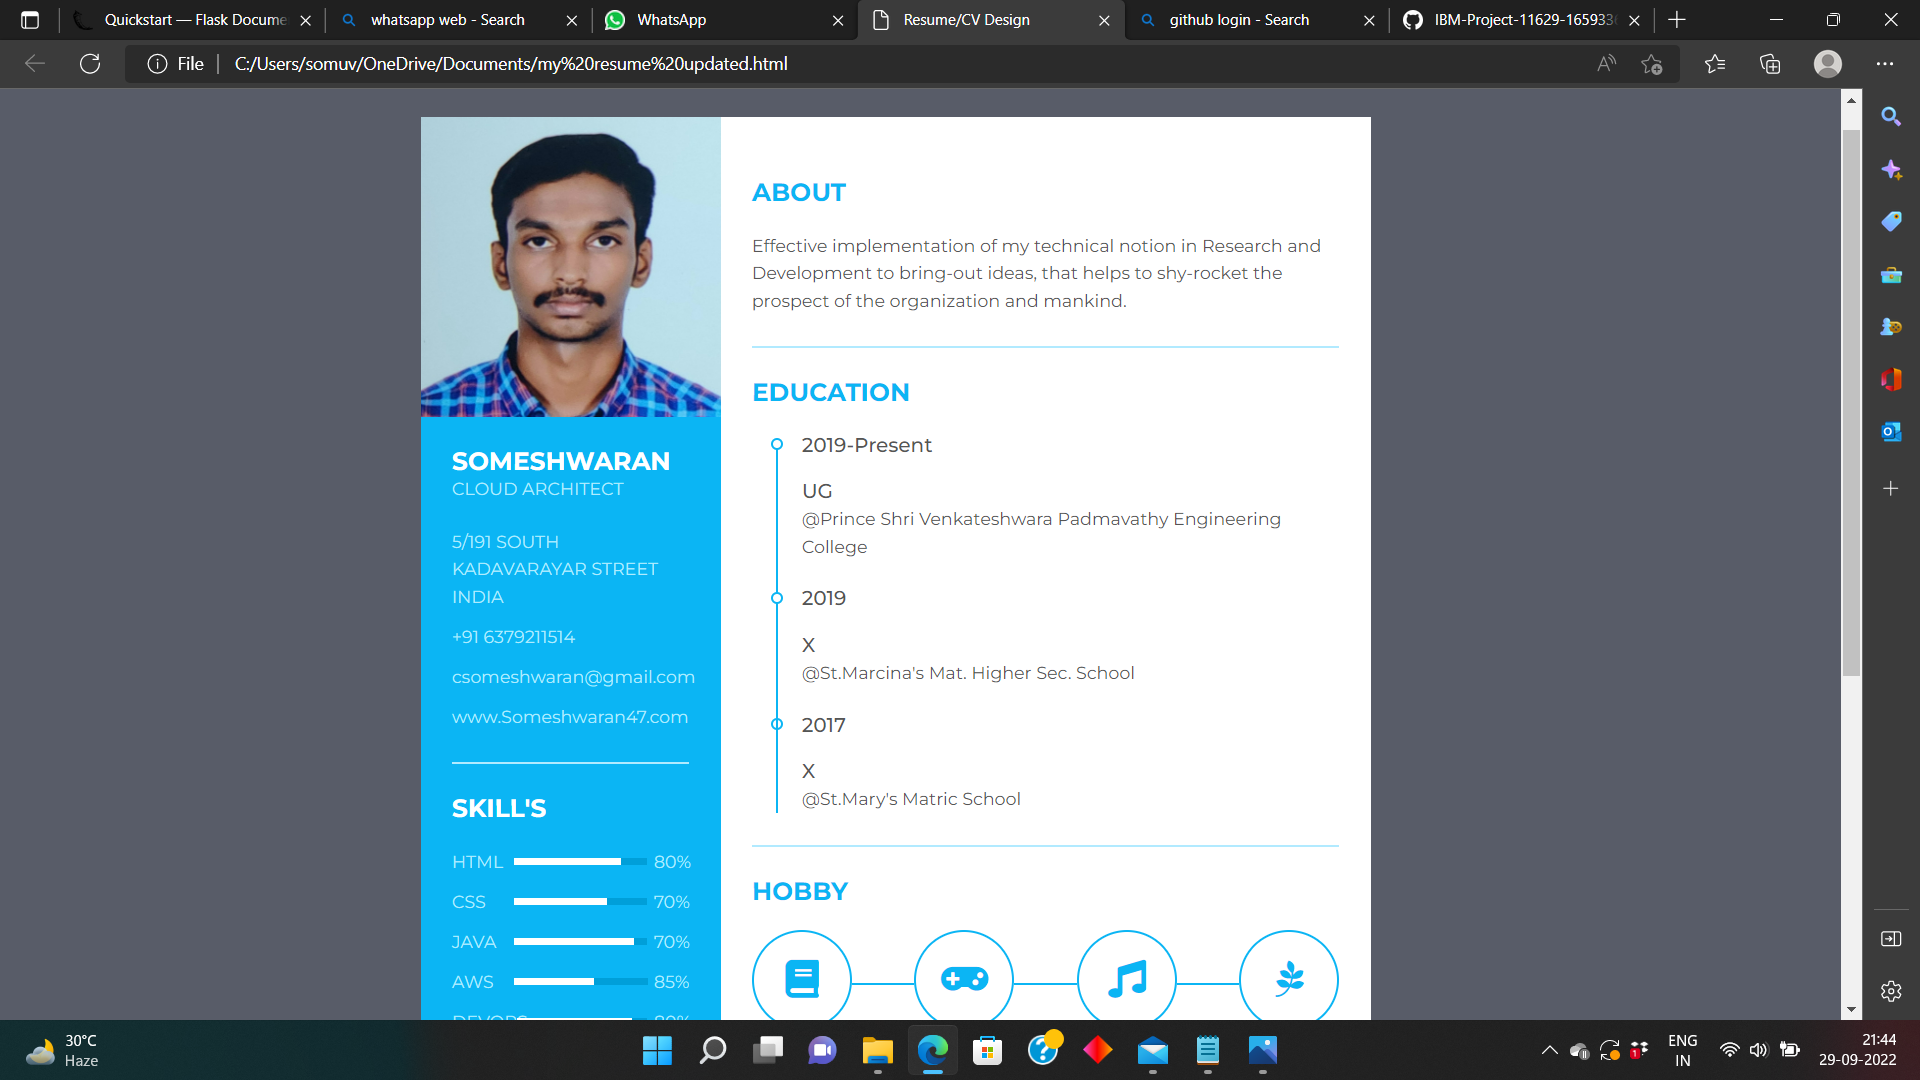 Quickstart — Flask Docume
whatsapp web - Search
WhatsApp
Resume/CV Design
github login - Search
IBM-Project-11629-165933
File
C:/Users/somuv/OneDrive/Documents/my%20resume%20updated.html
ABOUT
Effective implementation of my technical notion in Research and
Development to bring-out ideas, that helps to shy-rocket the
prospect of the organization and mankind.
EDUCATION
2019-Present
UG
@Prince Shri Venkateshwara Padmavathy Engineering
College
2019
X
@St.Marcina's Mat. Higher Sec. School
2017
X
@St.Mary's Matric School
HOBBY
SOMESHWARAN
CLOUD ARCHITECT
5/191 SOUTH
KADAVARAYAR STREET
INDIA
+91 6379211514
csomeshwaran@gmail.com
www.Someshwaran47.com
SKILL'S
HTML 80%
CSS 70%
JAVA 70%
AWS 85%
30°C
Haze
ENG
IN
21:44
29-09-2022